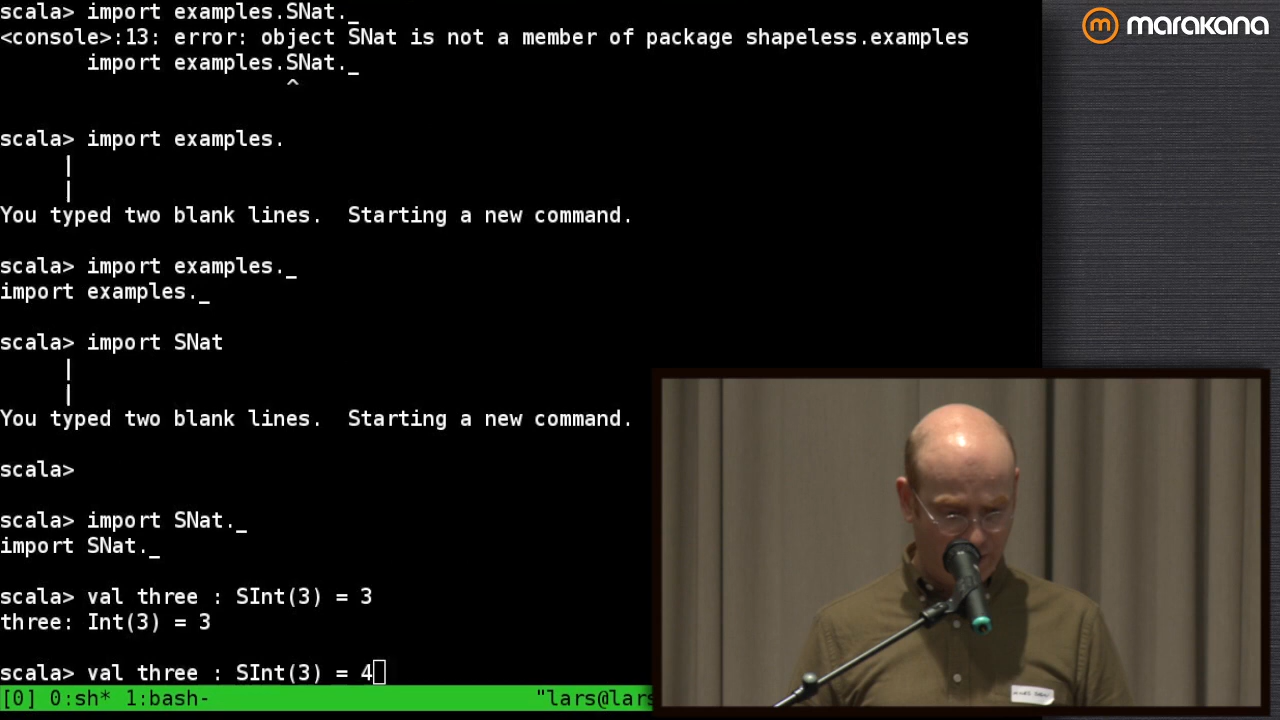 scala> import examples.SNat._
<console>:13: error: object SNat is not a member of package shapeless.examples
import examples.SNat._
^
scala> import examples.
|
|
You typed two blank lines.  Starting a new command.
scala> import examples._
import examples._
scala> import SNat
|
|
You typed two blank lines.  Starting a new command.
scala>
scala> import SNat._
import SNat._
scala> val three : SInt(3) = 3
three: Int(3) = 3
scala> val three : SInt(3) = 4
[0] 0:sh* 1:bash-
"lars@lars
marakana